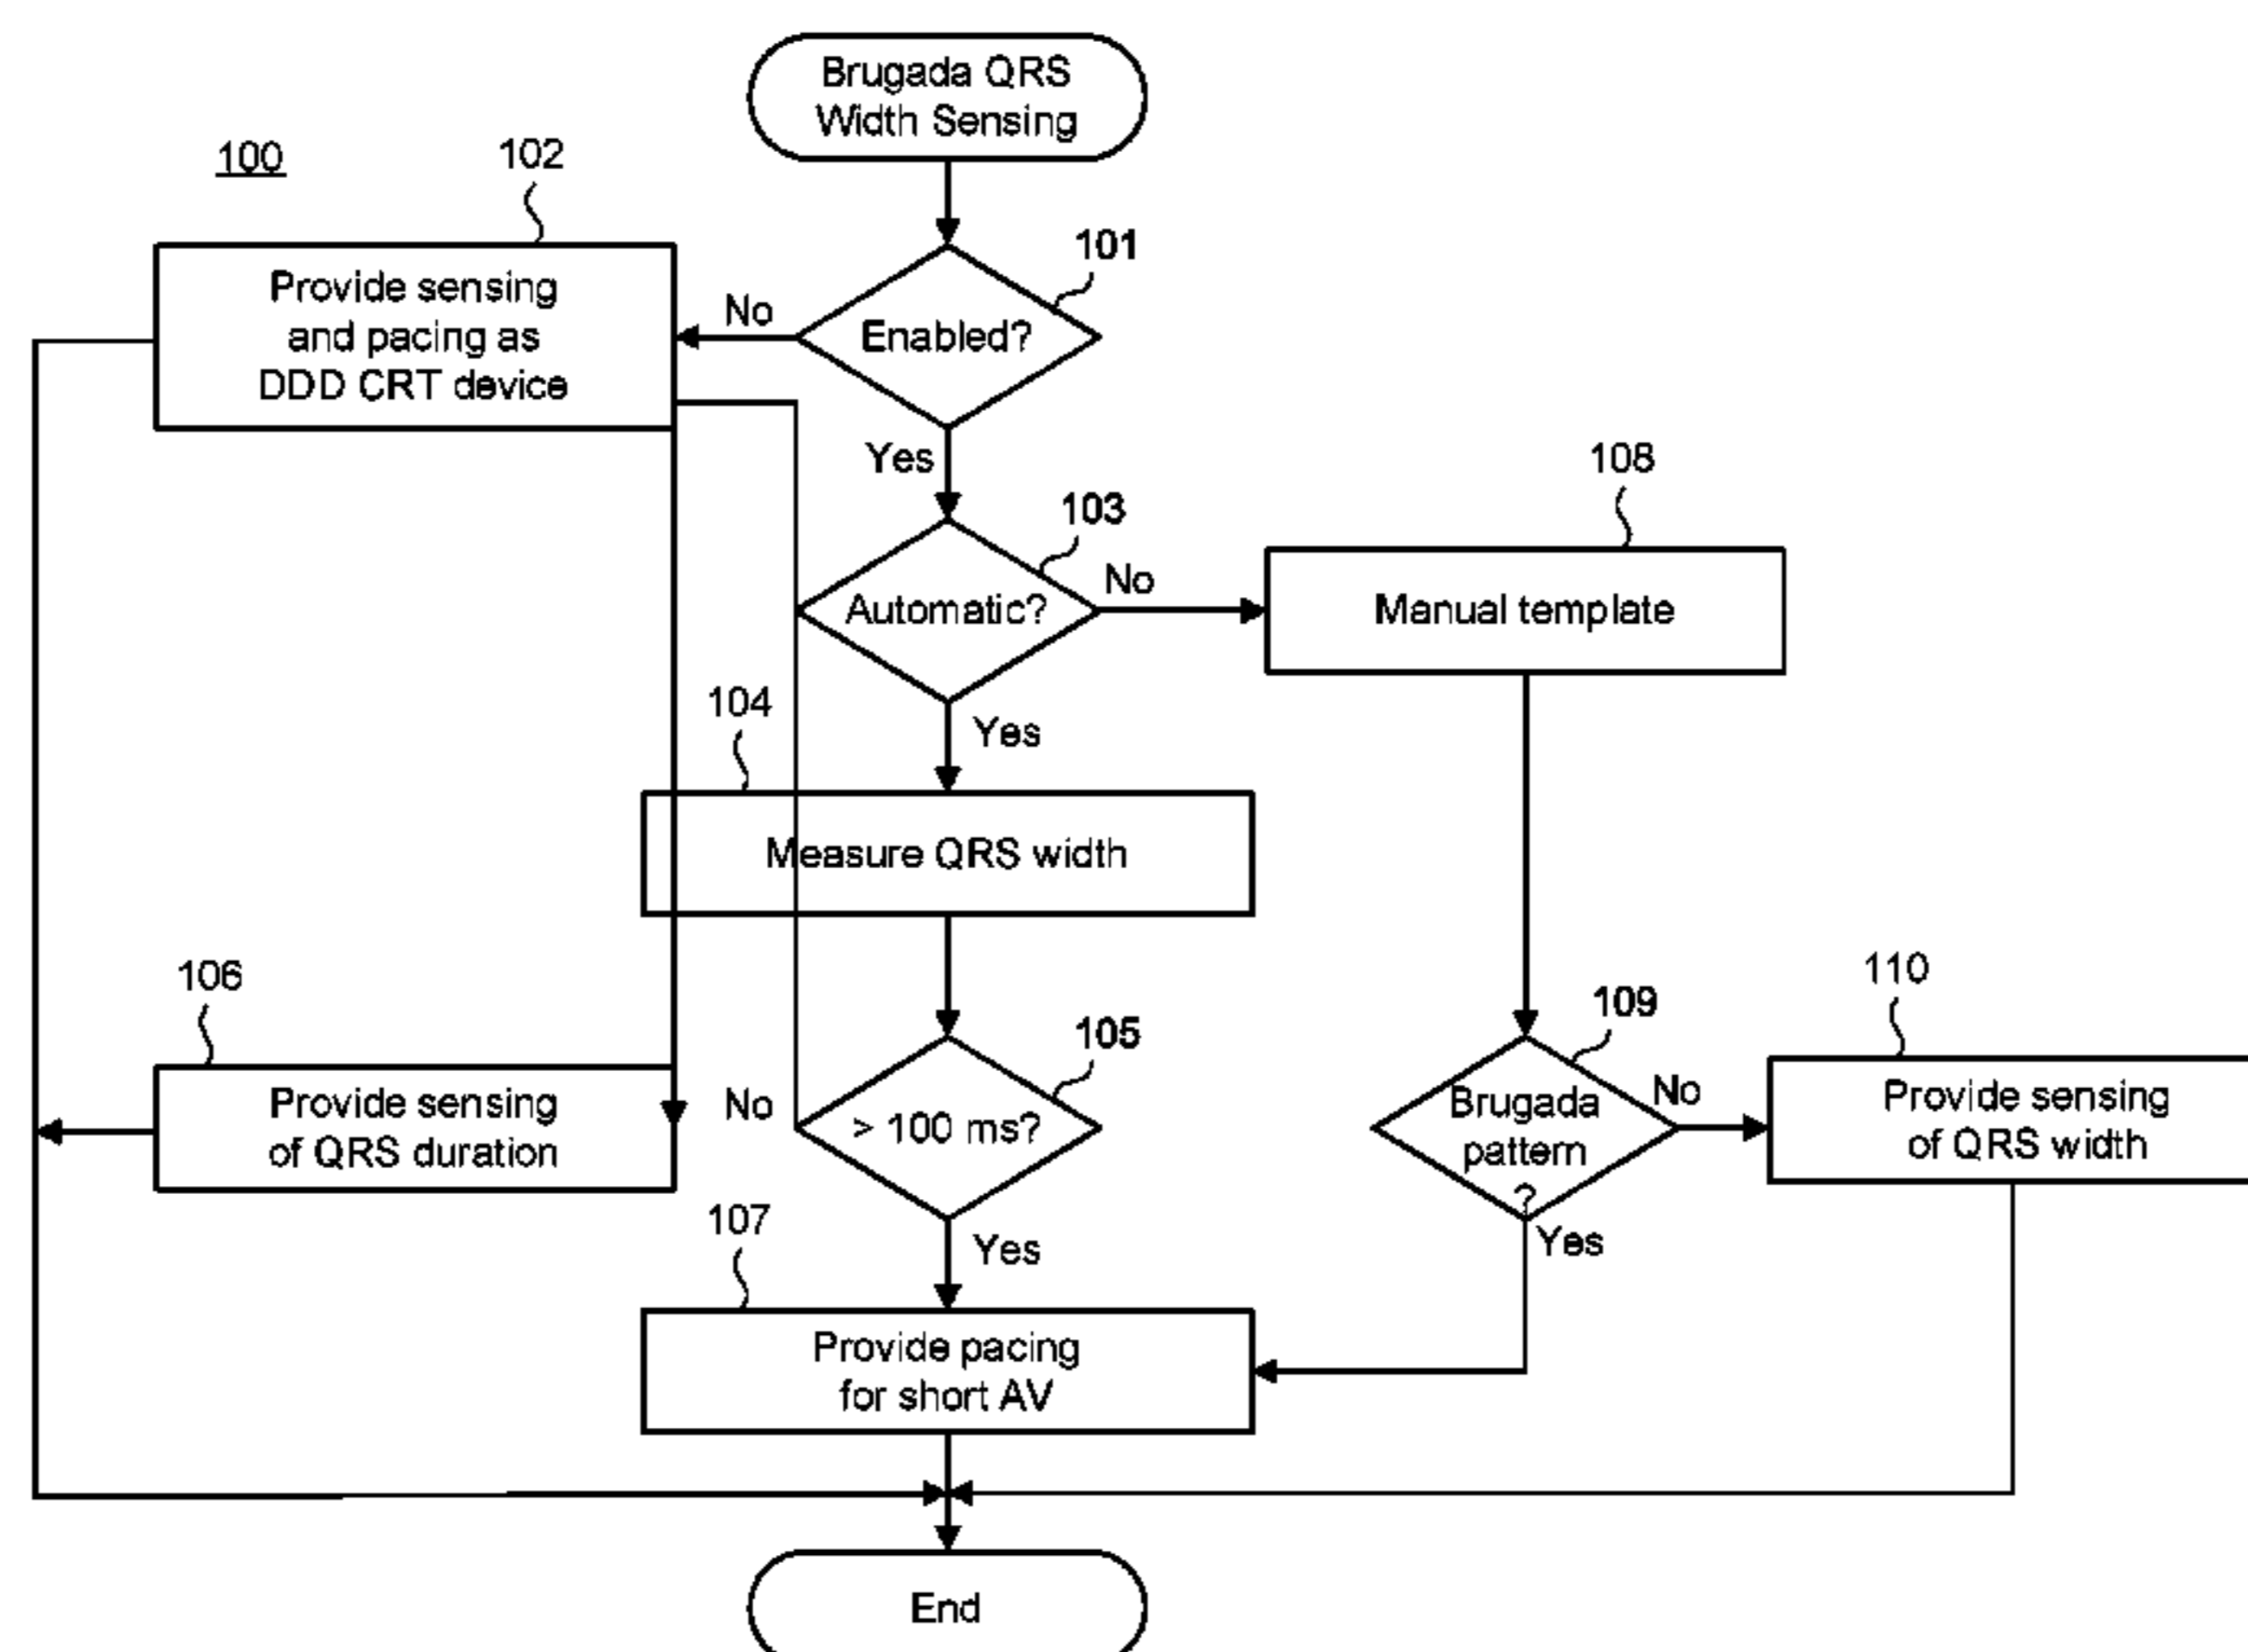 Brugada QRS
Width Sensing
100
102
101
Provide sensing
and pacing as
DDD CRT device
No
Enabled?
Yes
108
103
Automatic?
No
Manual template
104
Yes
Measure QRS width
106
105
109
110
Provide sensing
of QRS duration
No
> 100 ms?
Brugada
pattern
?
No
Provide sensing
of QRS width
107
Yes
Yes
Provide pacing
for short AV
End